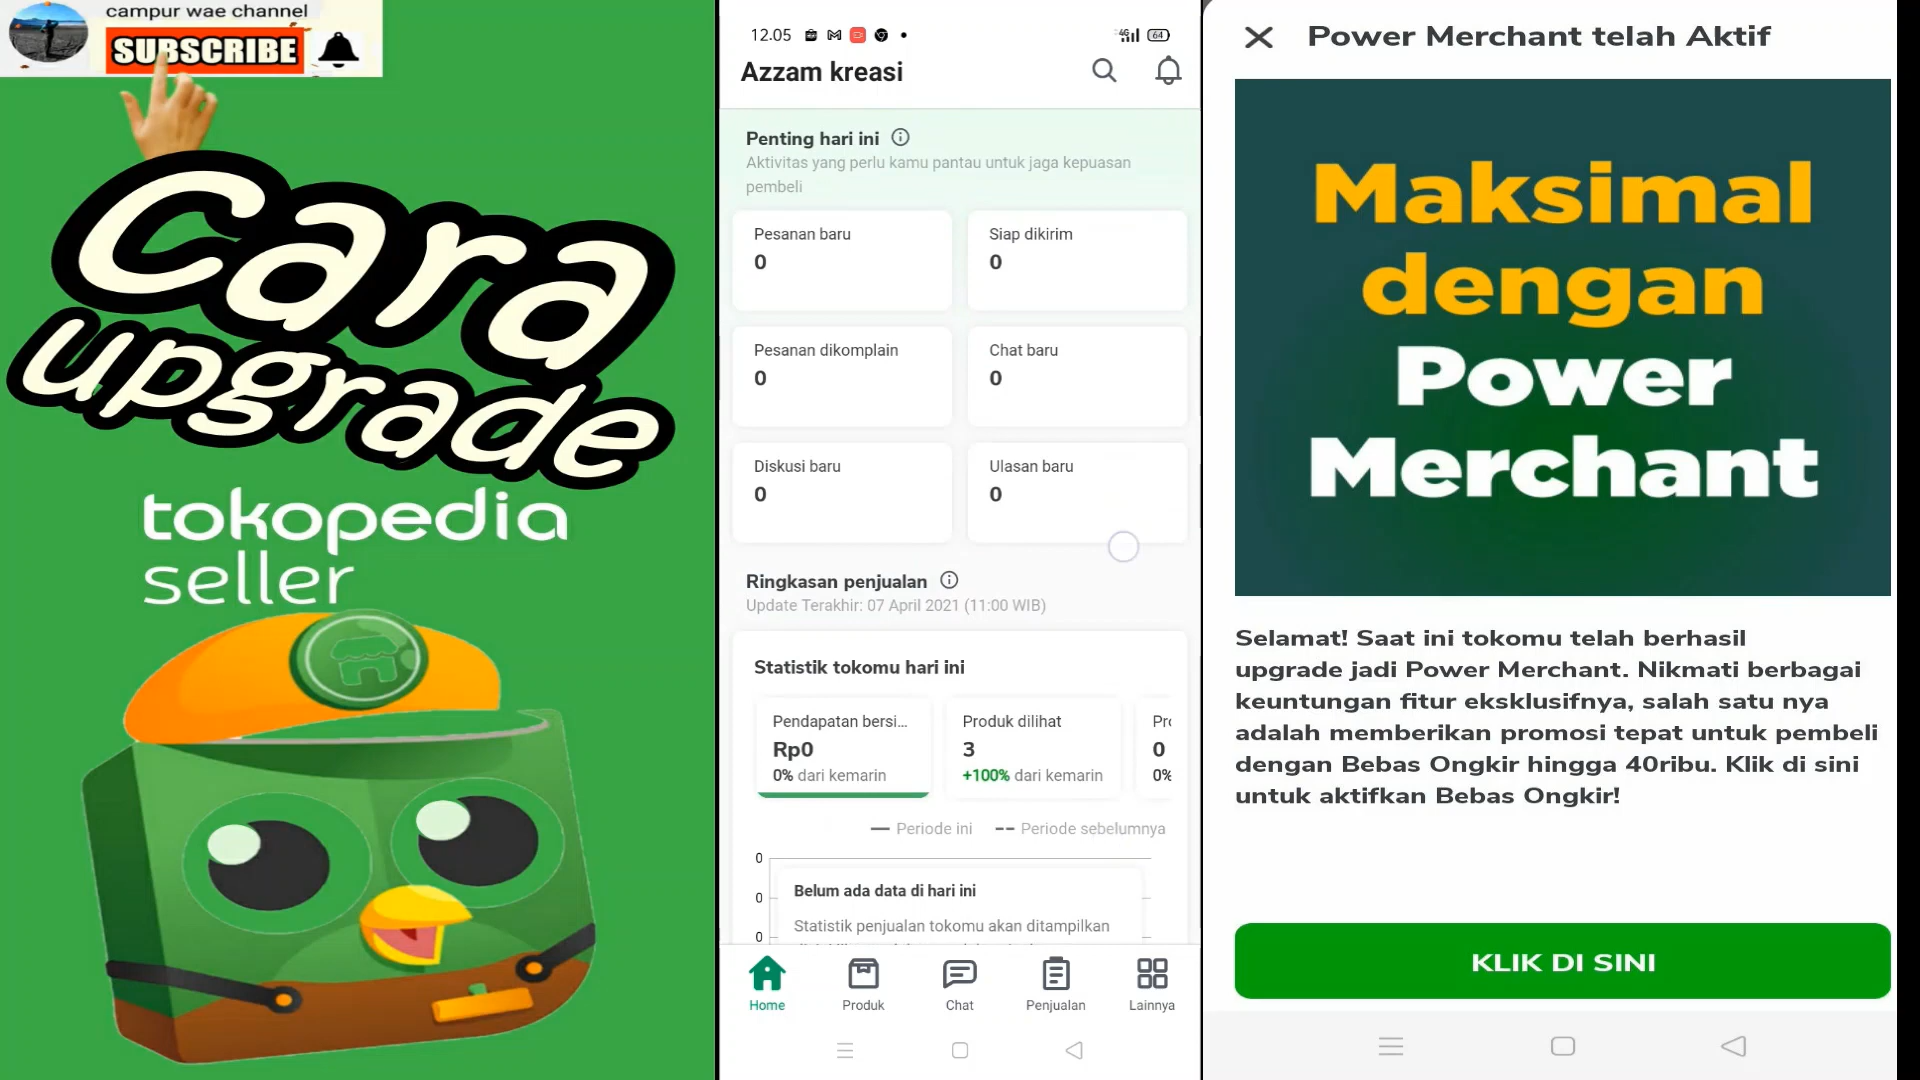 campur wae channel
SUBSCRIBE
Cara
upgrade
tokopedia
seller
12.05
4G
64
Azzam kreasi
Penting hari ini
Aktivitas yang perlu kamu pantau untuk jaga kepuasan
pembeli
Pesanan baru
0
Siap dikirim
0
Pesanan dikomplain
0
Chat baru
0
Diskusi baru
0
Ulasan baru
0
Ringkasan penjualan
Update Terakhir: 07 April 2021 (11:00 WIB)
Statistik tokomu hari ini
Pendapatan bersi...
Rp0
0% dari kemarin
Produk dilihat
3
+100% dari kemarin
0
0%
Periode ini
Periode sebelumnya
0
0
0
Belum ada data di hari ini
Statistik penjualan tokomu akan ditampilkan
Home
Produk
Chat
Penjualan
Lainnya
Power Merchant telah Aktif
Maksimal
dengan
Power
Merchant
Selamat! Saat ini tokomu telah berhasil
upgrade jadi Power Merchant. Nikmati berbagai
keuntungan fitur eksklusifnya, salah satu nya
adalah memberikan promosi tepat untuk pembeli
dengan Bebas Ongkir hingga 40ribu. Klik di sini
untuk aktifkan Bebas Ongkir!
KLIK DI SINI